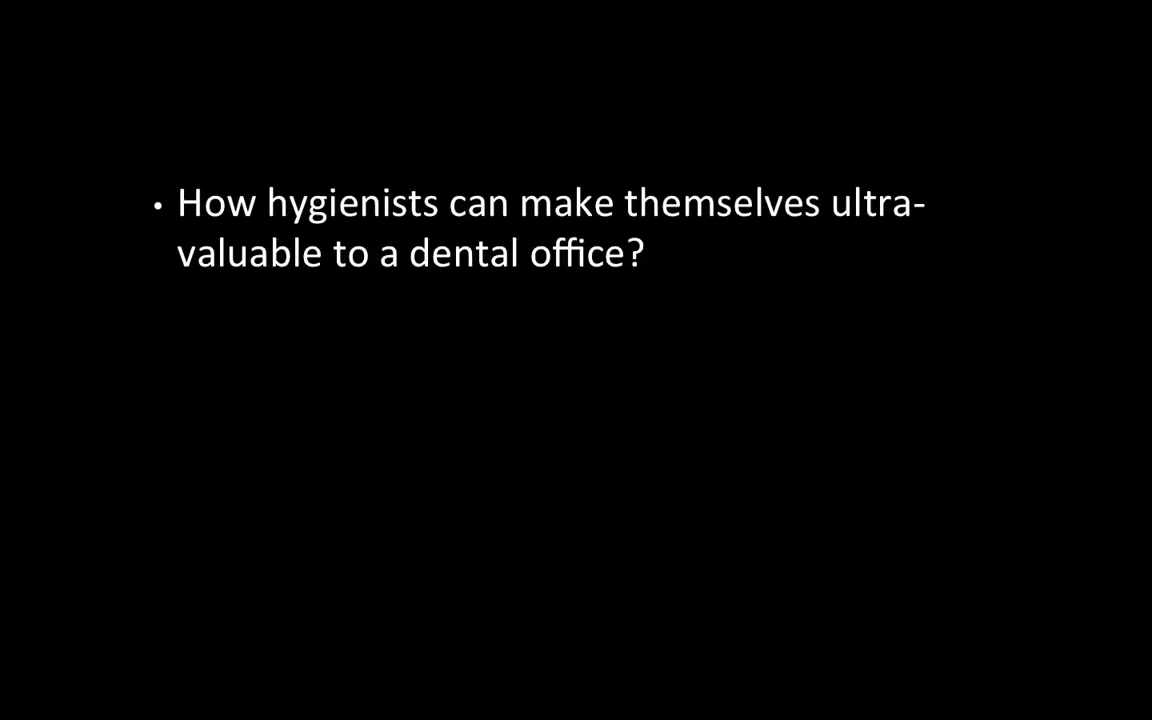 • How hygienists can make themselves ultra-
valuable to a dental office?